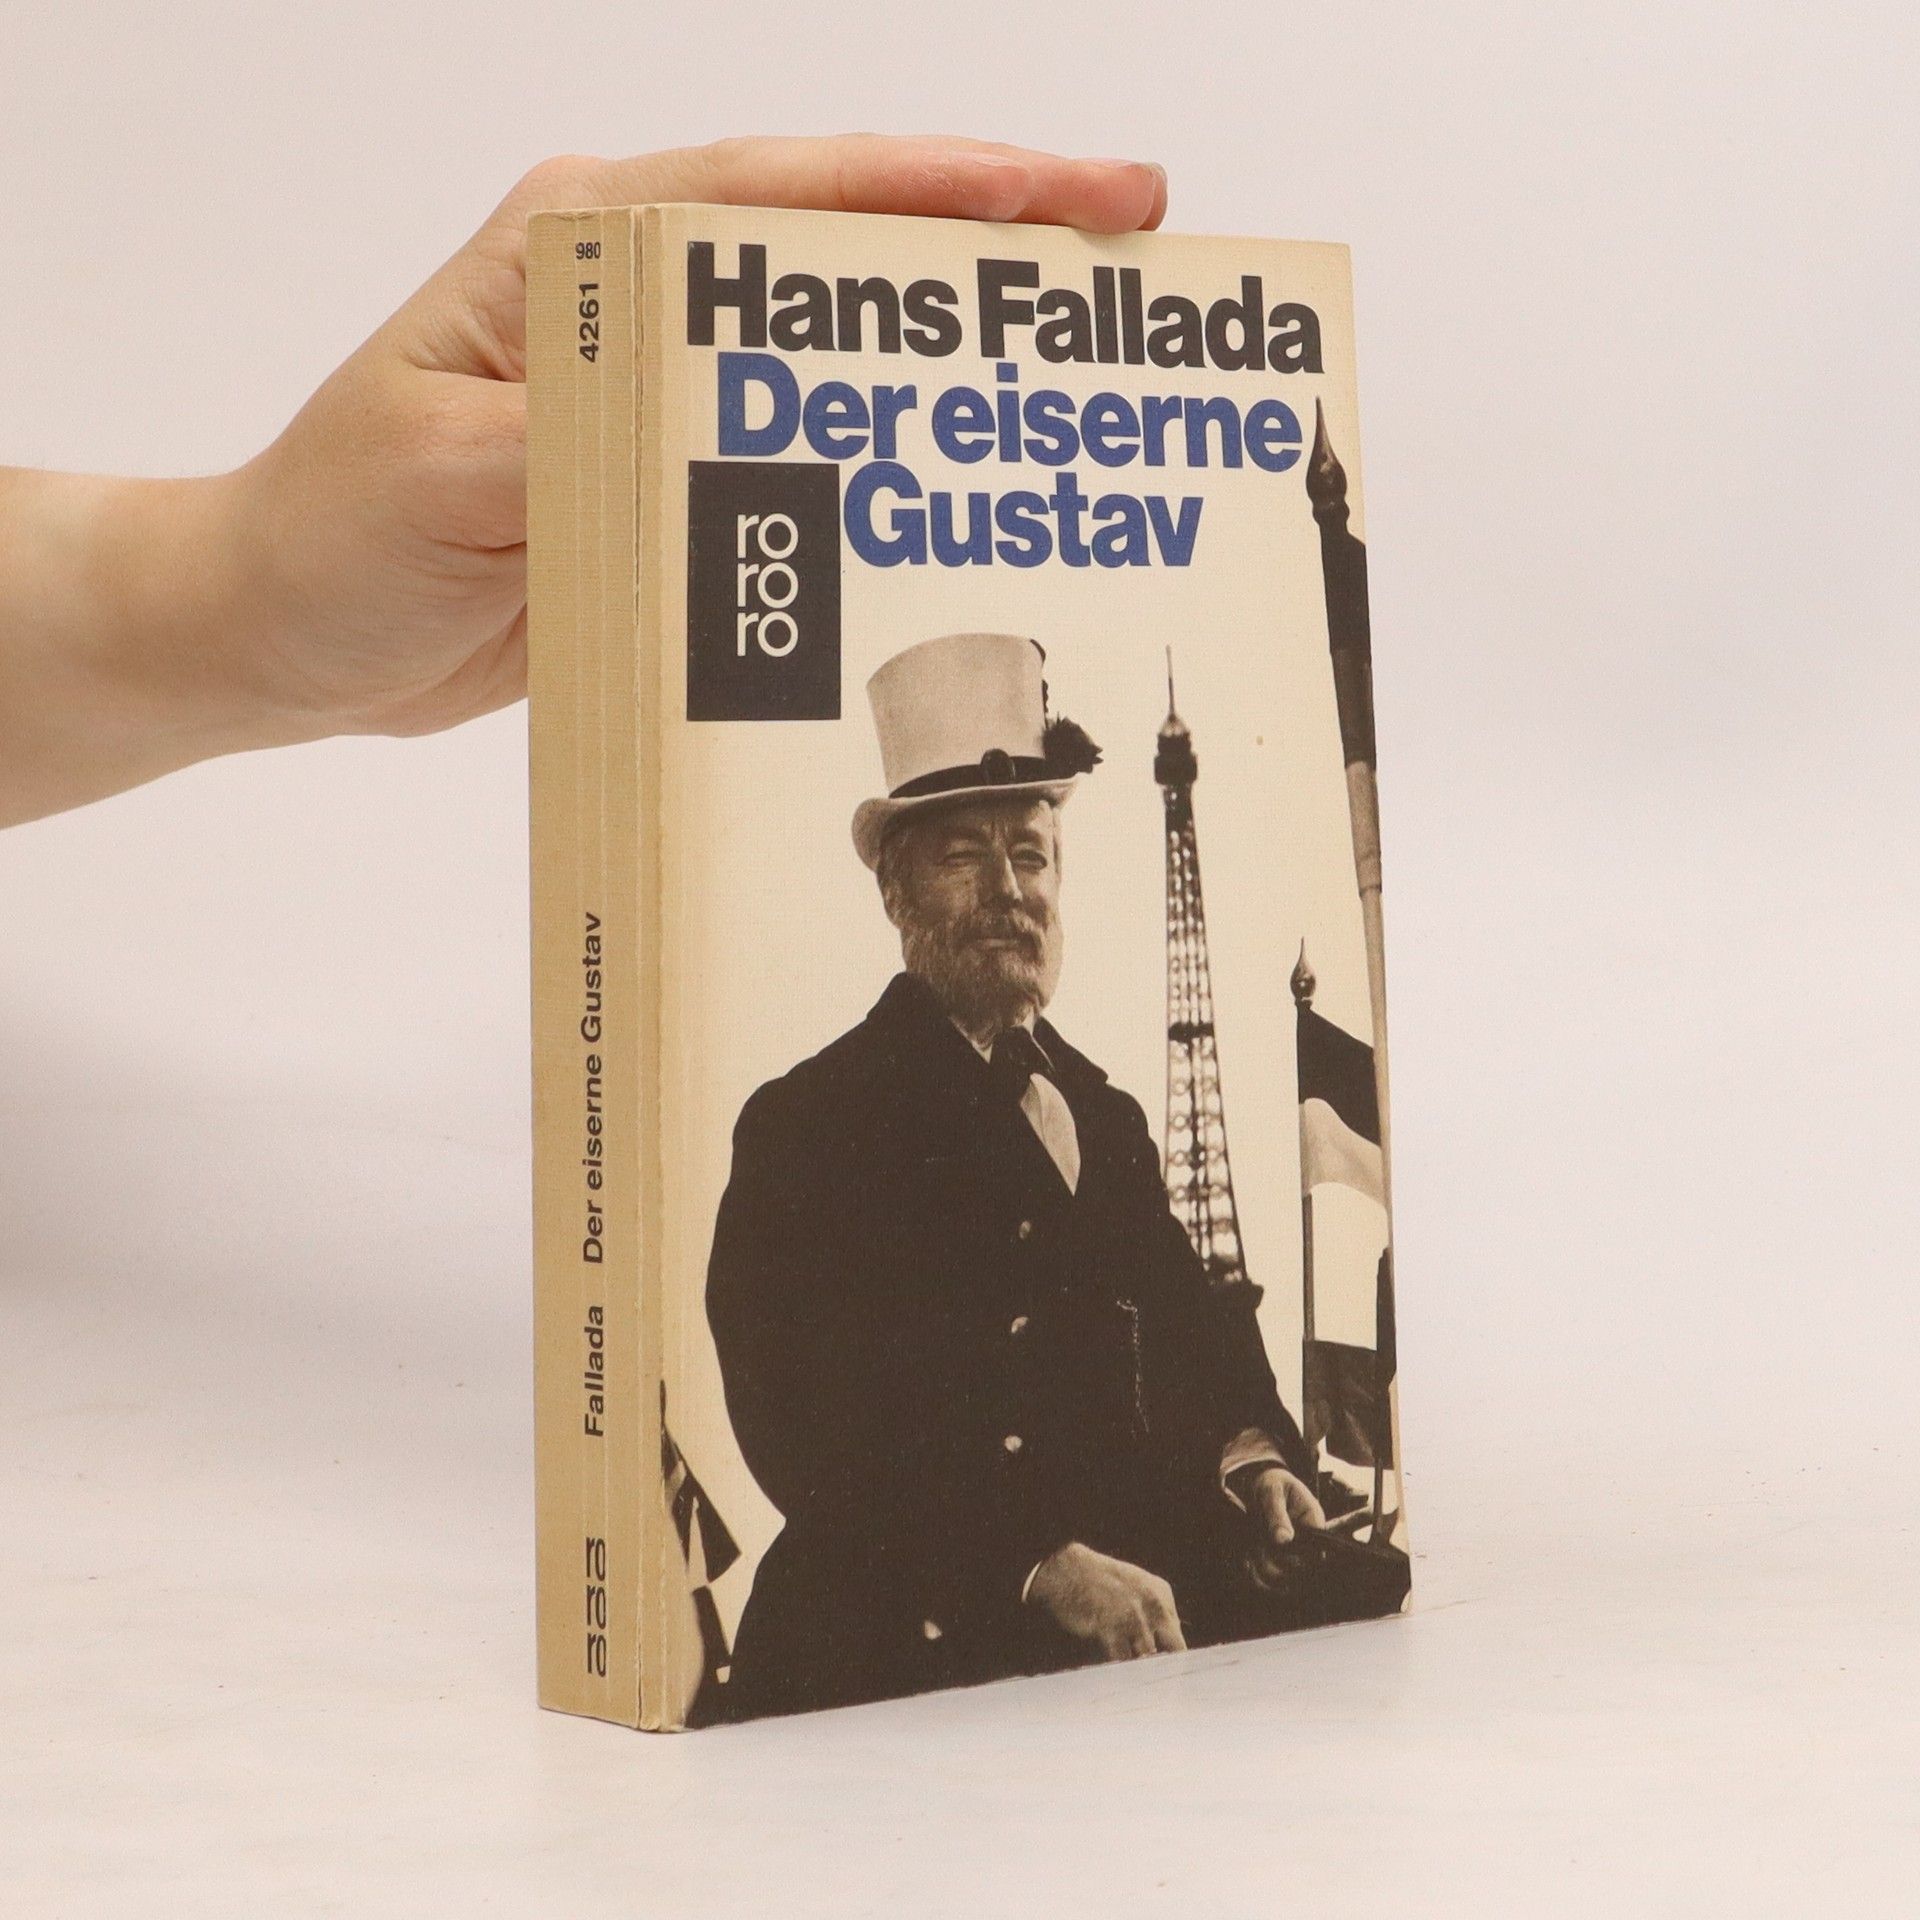 Hans Fallada
Der eiserne
Gustav
ro
ro
ro
980
4261
Fallada Der eiserne Gustav
ro
ro
ro